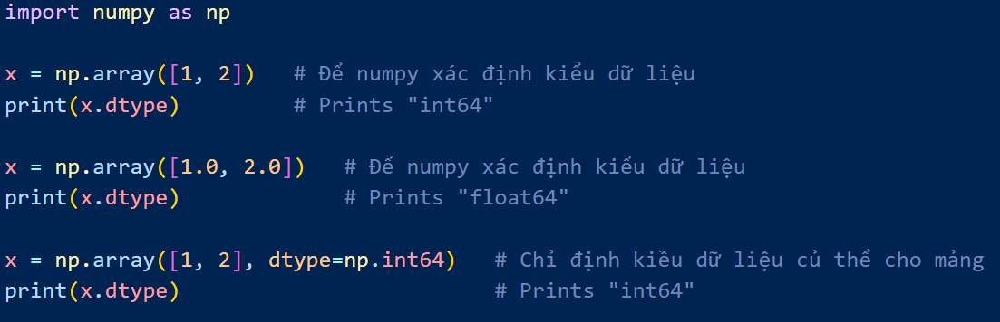 import numpy as np
x = np.array([1, 2])   # Để numpy xác định kiểu dữ liệu
print(x.dtype)         # Prints "int64"
x = np.array([1.0, 2.0])   # Để numpy xác định kiểu dữ liệu
print(x.dtype)             # Prints "float64"
x = np.array([1, 2], dtype=np.int64)   # Chỉ định kiều dữ liệu củ thể cho mảng
print(x.dtype)                         # Prints "int64"